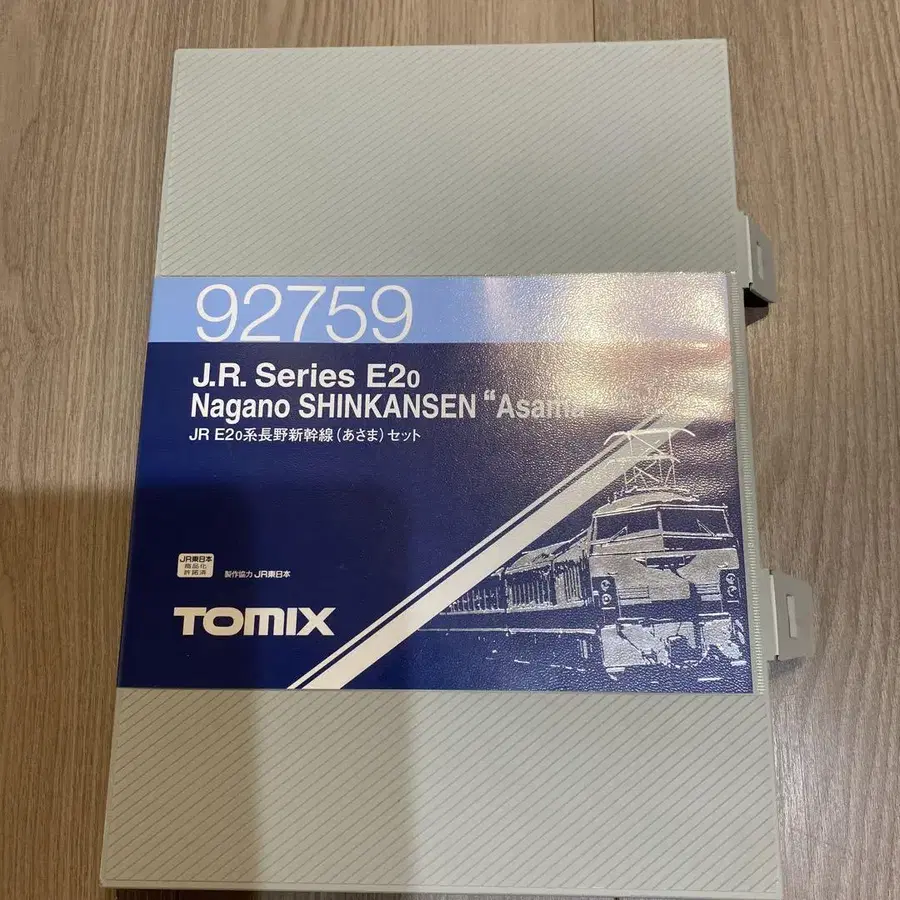 92759
J.R. Series E20
Nagano SHINKANSEN “Asama
JR E20系長野新幹線(あさま)セット
JR東日本
商品化
許諾済
製作協力 JR東日本
TOMIX